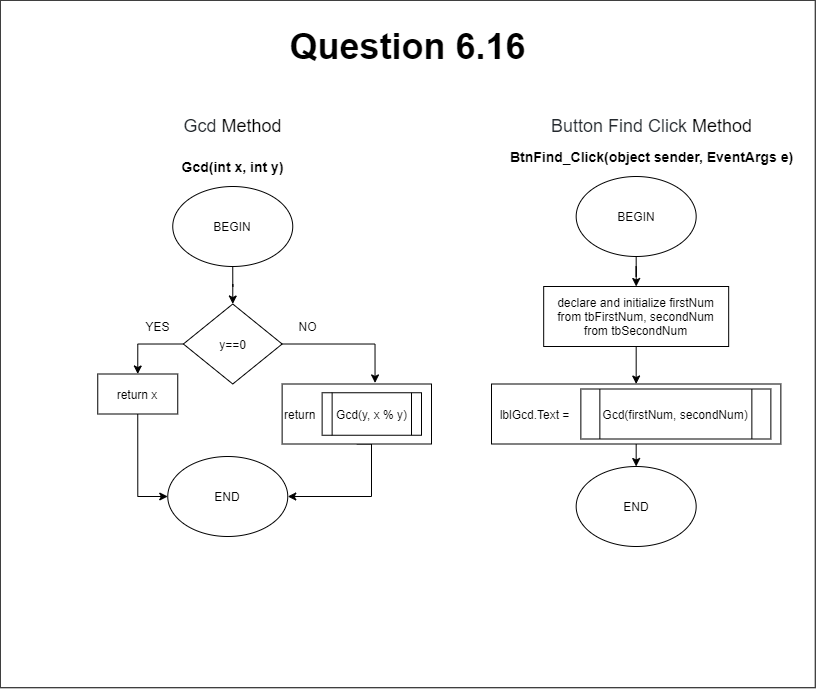 Question 6.16
Gcd Method
Gcd(int x, int y)
BEGIN
YES
NO
y==0
return x
return
Gcd(y, x % y)
END
Button Find Click Method
BtnFind_Click(object sender, EventArgs e)
BEGIN
declare and initialize firstNum
from tbFirstNum, secondNum
from tbSecondNum
lblGcd.Text =
Gcd(firstNum, secondNum)
END